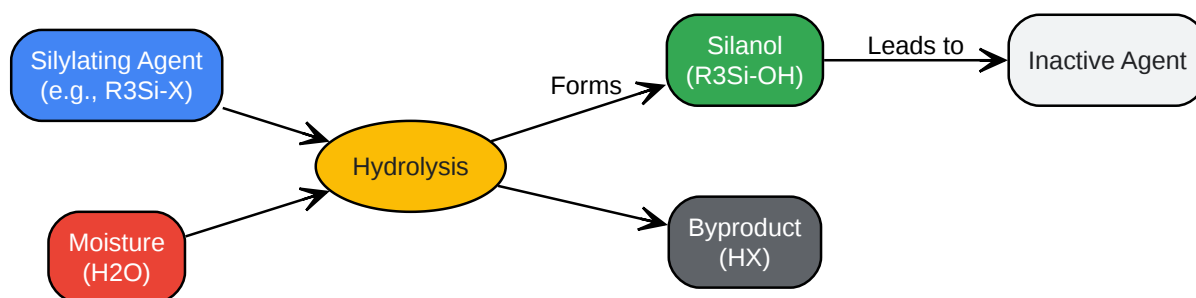 Silylating Agent
(e.g., R3Si-X)
Moisture
(H2O)
Hydrolysis
Forms
Silanol
(R3Si-OH)
Byproduct
(HX)
Leads to
Inactive Agent